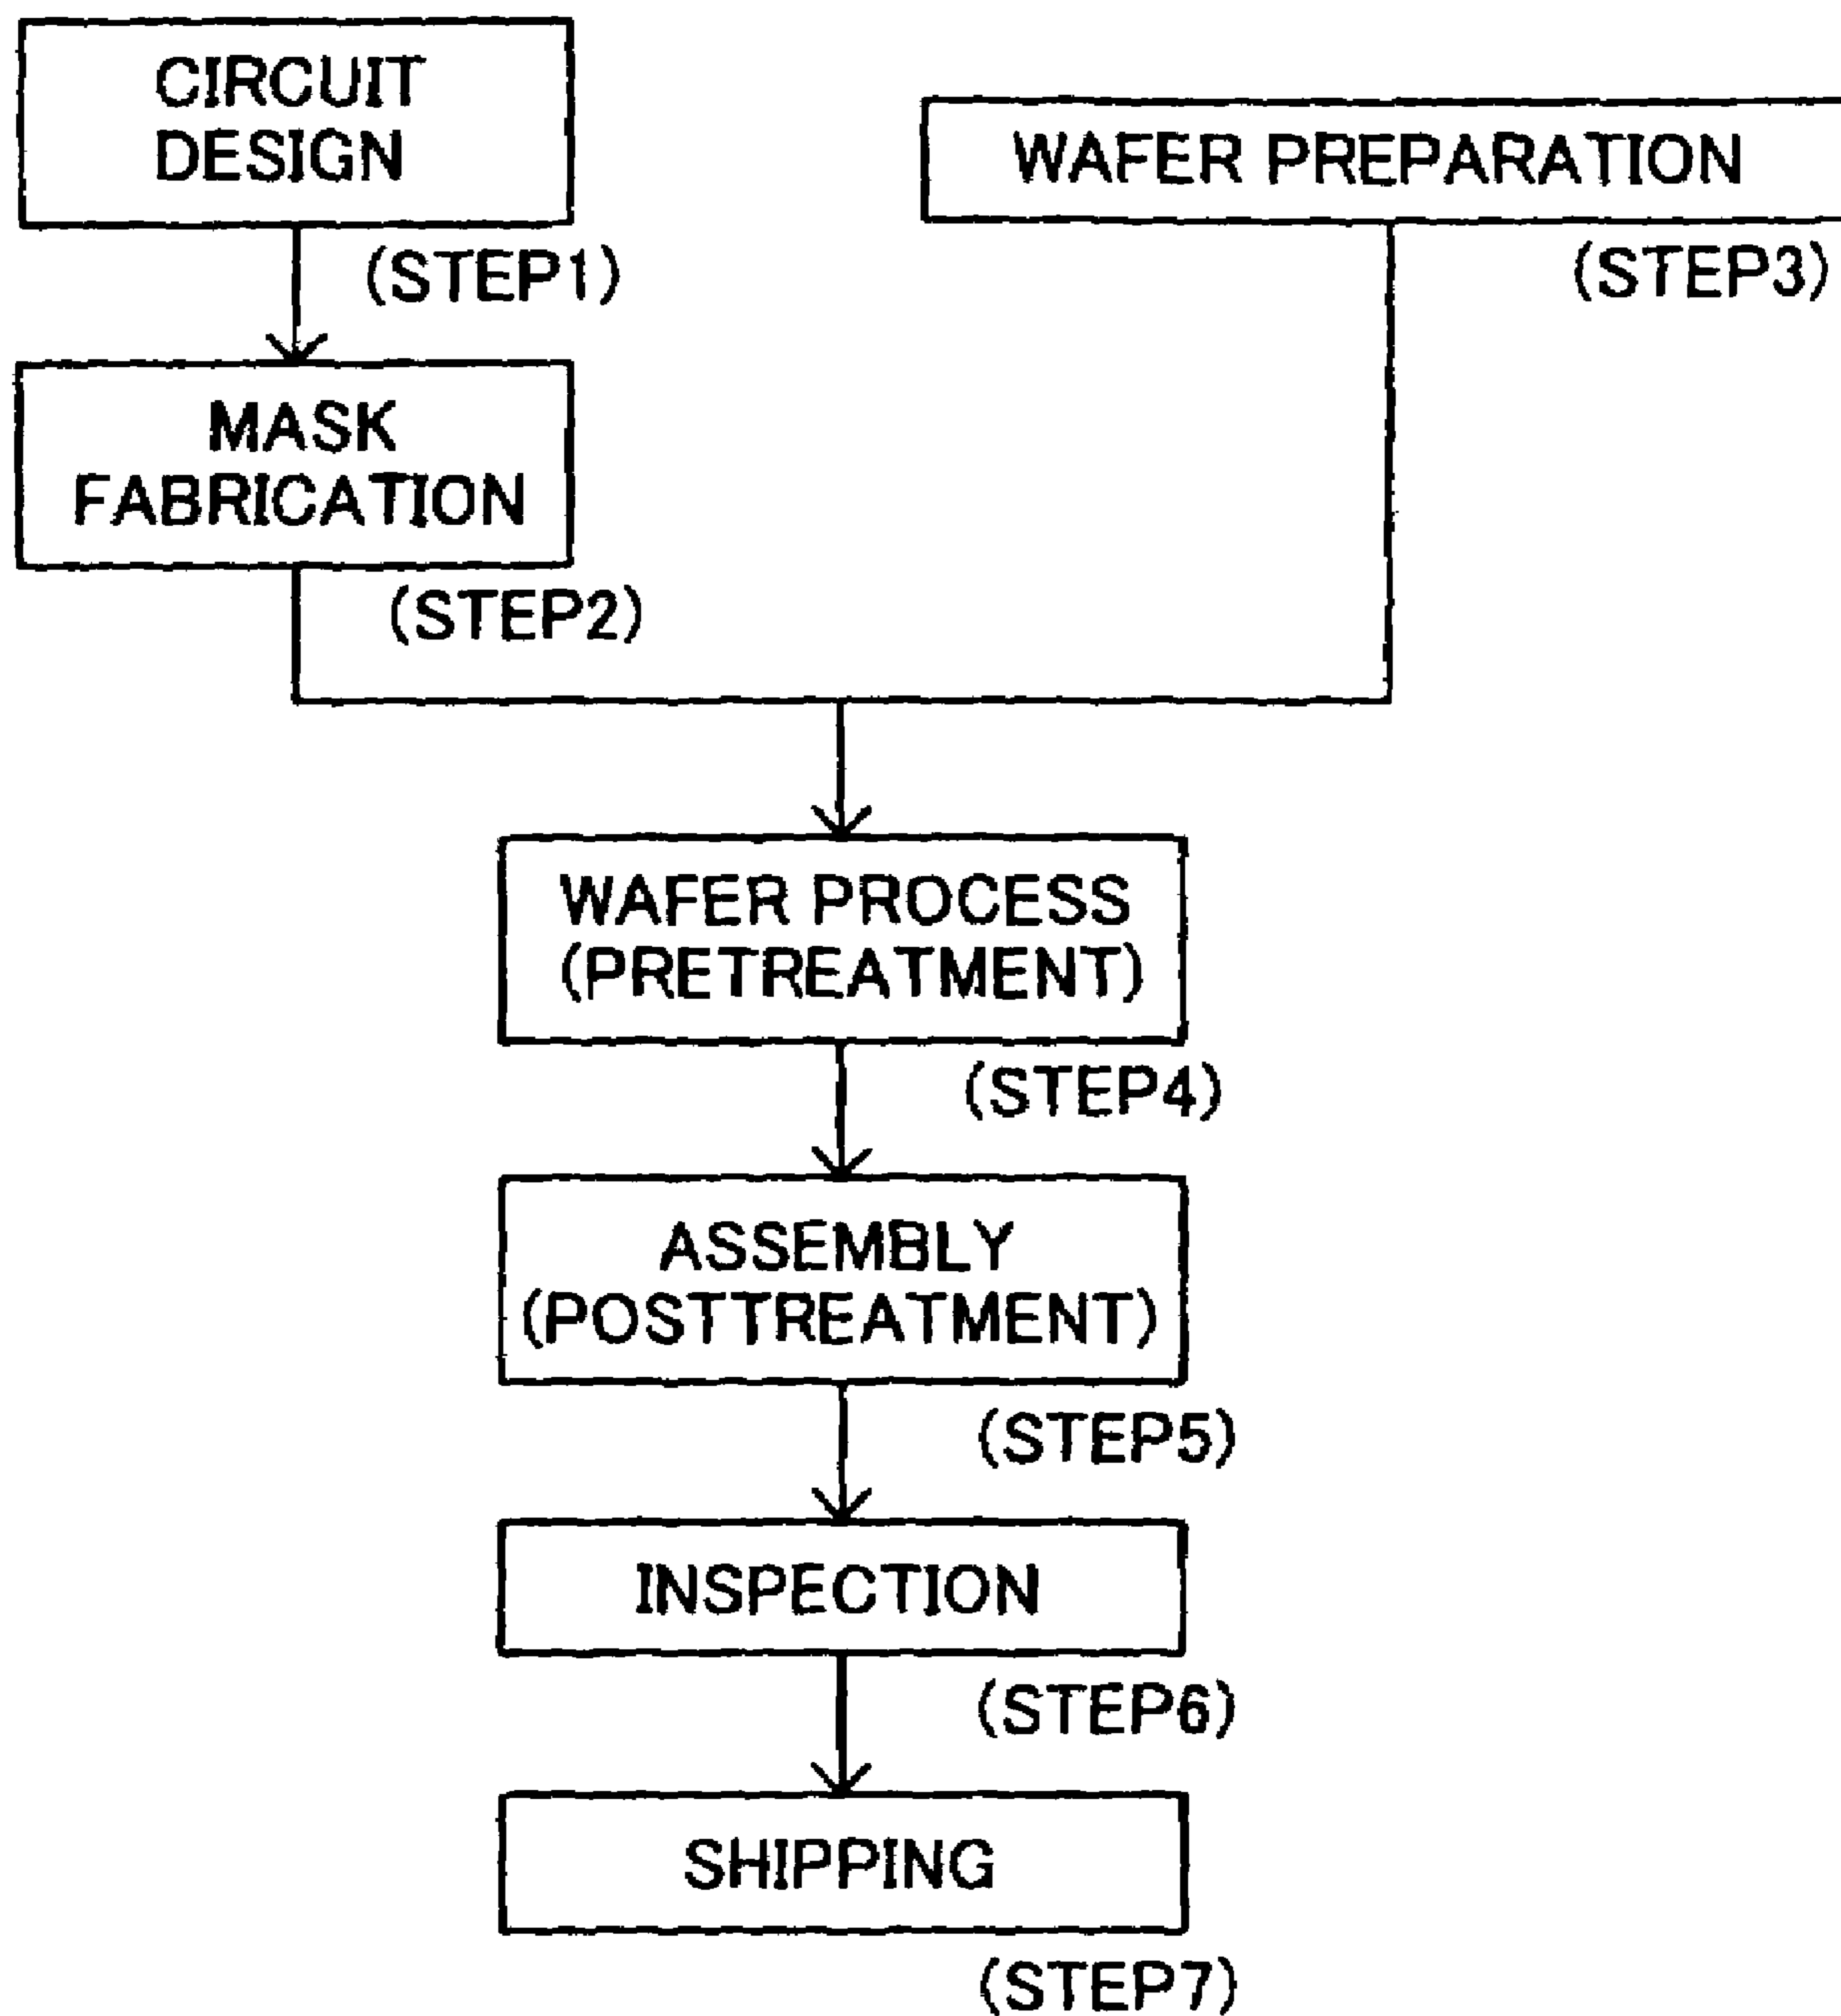 CIRCUIT
DESIGN
(STEP1)
MASK
FABRICATION
(STEP2)
WAFER PREPARATION
(STEP3)
WAFER PROCESS
(PRETREATMENT)
(STEP4)
ASSEMBLY
(POSTTREATMENT)
(STEP5)
INSPECTION
(STEP6)
SHIPPING
(STEP7)